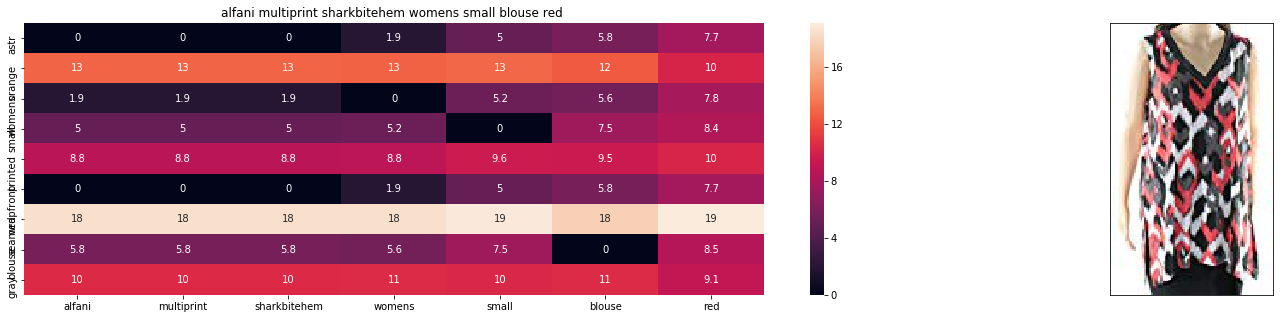 alfani multiprint sharkbitehem womens small blouse red
astr 0 0 0 1.9 5 5.8 7.7
orange 13 13 13 13 13 12 10
womens 1.9 1.9 1.9 0 5.2 5.6 7.8
small 5 5 5 5.2 0 7.5 8.4
printed 8.8 8.8 8.8 8.8 9.6 9.5 10
0 0 0 1.9 5 5.8 7.7
18 18 18 18 19 18 19
blouse 5.8 5.8 5.8 5.6 7.5 0 8.5
gray 10 10 10 11 10 11 9.1
alfani multiprint sharkbitehem womens small blouse red
16
12
8
4
0